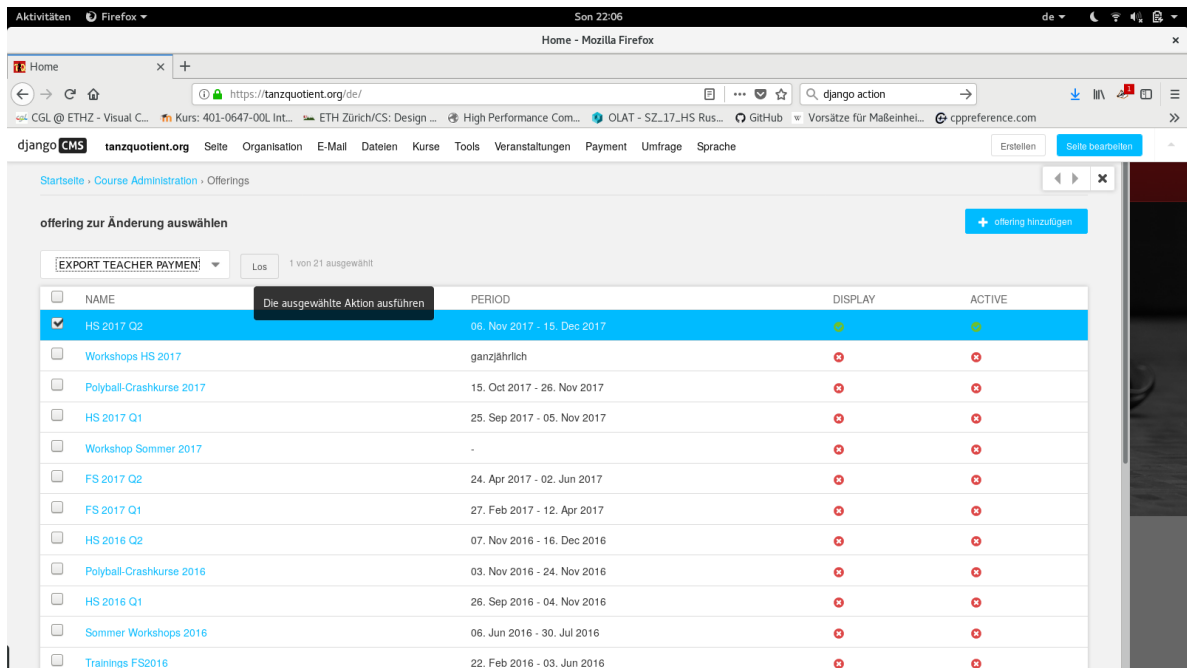 Aktivitäten Firefox Son 22:06 de
Home - Mozilla Firefox
Home
https://tanzquotient.org/de/ django action 1
CGL @ ETHZ - Visual C... Kurs: 401-0647-00L Int... ETH Zürich/CS: Design ... High Performance Com... OLAT - SZ_17_HS Rus... GitHub Vorsätze für Maßeinhei... cppreference.com
django CMS tanzquotient.org Seite Organisation E-Mail Dateien Kurse Tools Veranstaltungen Payment Umfrage Sprache Erstellen Seite bearbeiten
Startseite › Course Administration › Offerings
offering zur Änderung auswählen offering hinzufügen
EXPORT TEACHER PAYMENT Los 1 von 21 ausgewählt
Die ausgewählte Aktion ausführen
NAME PERIOD DISPLAY ACTIVE
HS 2017 Q2 06. Nov 2017 - 15. Dec 2017
Workshops HS 2017 ganzjährlich
Polyball-Crashkurse 2017 15. Oct 2017 - 26. Nov 2017
HS 2017 Q1 25. Sep 2017 - 05. Nov 2017
Workshop Sommer 2017 -
FS 2017 Q2 24. Apr 2017 - 02. Jun 2017
FS 2017 Q1 27. Feb 2017 - 12. Apr 2017
HS 2016 Q2 07. Nov 2016 - 16. Dec 2016
Polyball-Crashkurse 2016 03. Nov 2016 - 24. Nov 2016
HS 2016 Q1 26. Sep 2016 - 04. Nov 2016
Sommer Workshops 2016 06. Jun 2016 - 30. Jul 2016
Trainings FS2016 22. Feb 2016 - 03. Jun 2016